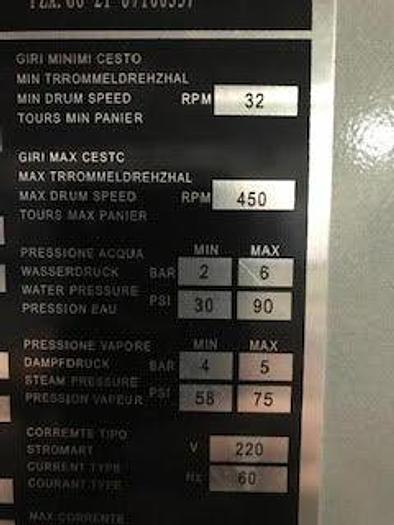 GIRI MINIMI CESTO
MIN TRROMMELDREHZHAL
MIN DRUM SPEED RPM 32
TOURS MIN PANIER
GIRI MAX CESTC
MAX TRROMMELDREHZHAL
MAX DRUM SPEED RPM 450
TOURS MAX PANIER
PRESSIONE ACQUA MIN MAX
WASSERDRUCK BAR 2 6
WATER PRESSURE
PRESSION EAU PSI 30 90
PRESSIONE VAPORE MIN MAX
DAMPFDRUCK BAR 4 5
STEAM PRESSURE
PRESSION VAPEUR PSI 58 75
CORREMTE TIPO
STROMART V 220
CURRENT TYPE
COURANT TYPE Hz 60
MAX CORRENTE